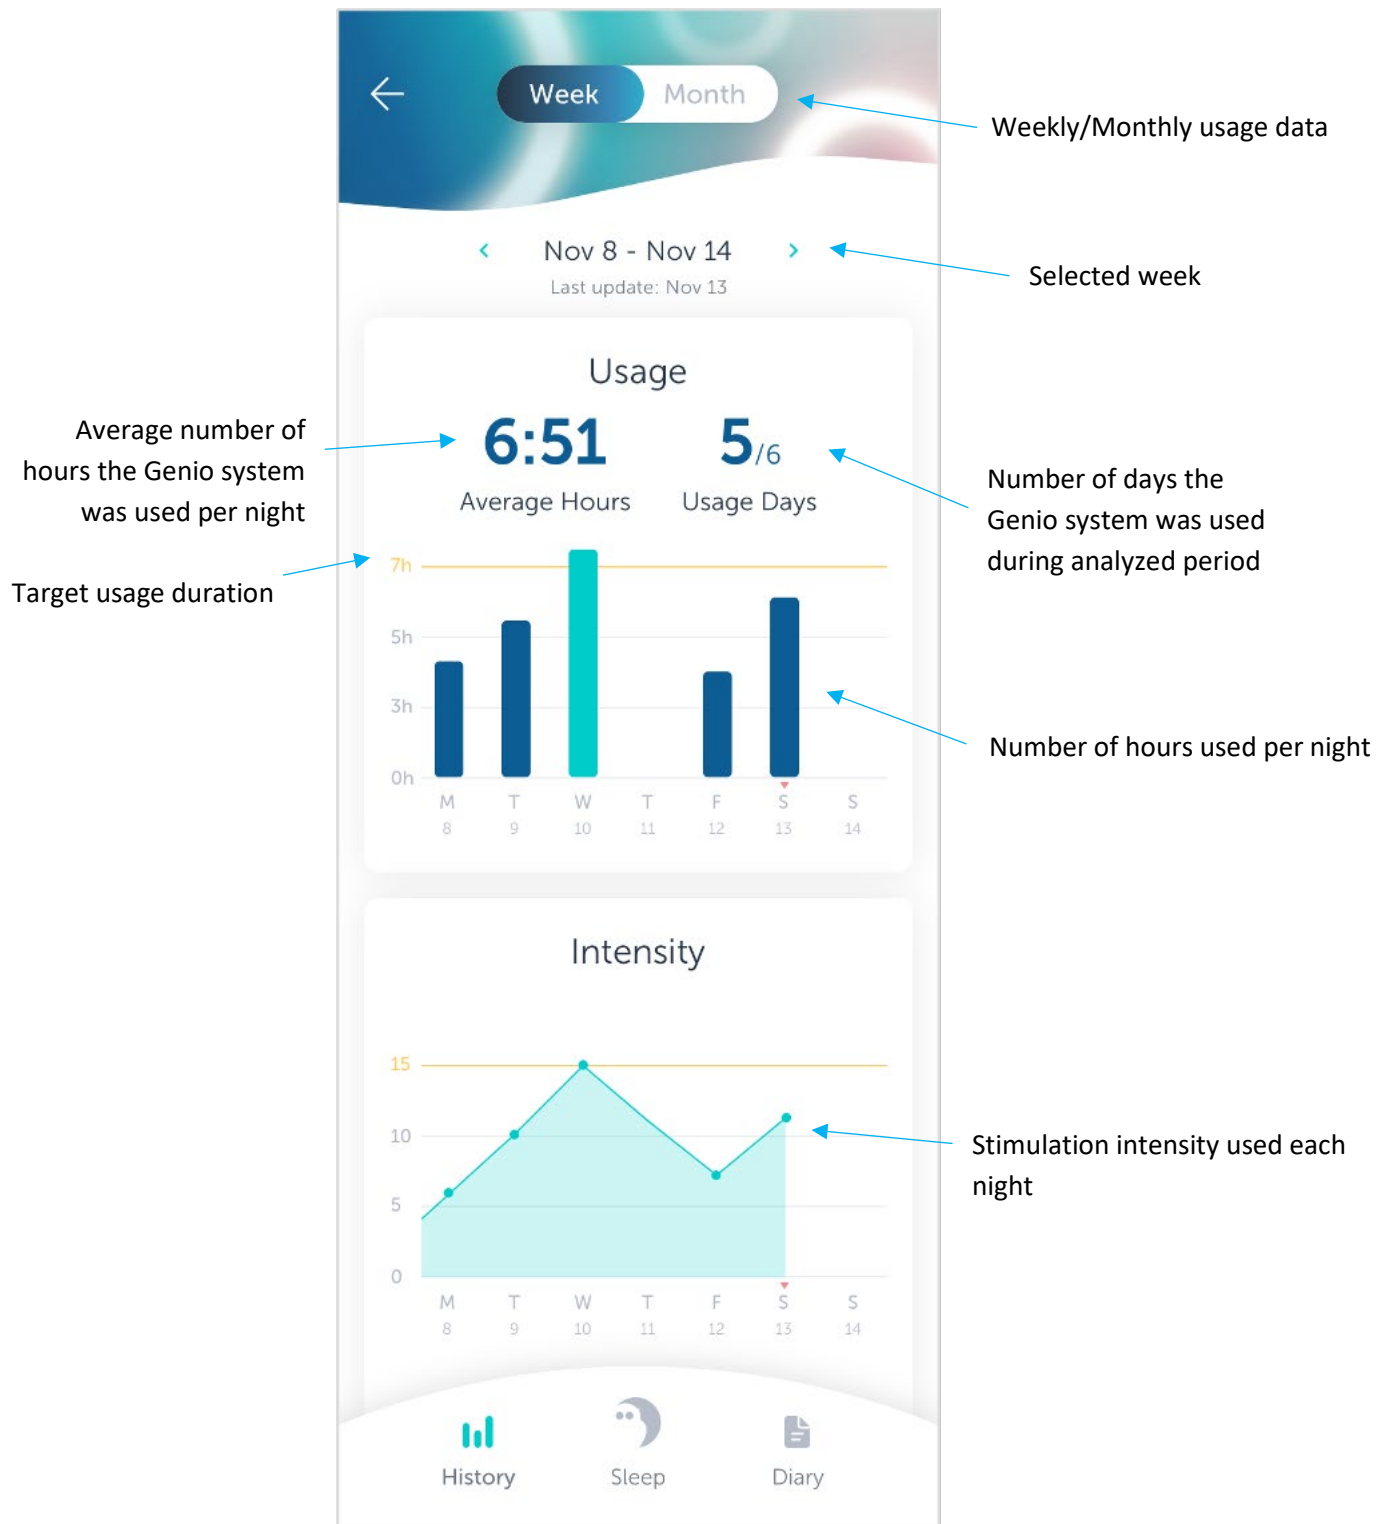 Week Month
Weekly/Monthly usage data
Nov 8 - Nov 14
Last update: Nov 13
Selected week
Usage
6:51
Average Hours
5/6
Usage Days
Average number of
hours the Genio system
was used per night
Number of days the
Genio system was used
during analyzed period
Target usage duration
7h
5h
3h
0h
Number of hours used per night
M T W T F S S
8 9 10 11 12 13 14
Intensity
15
10
5
0
Stimulation intensity used each
night
M T W T F S S
8 9 10 11 12 13 14
History Sleep Diary